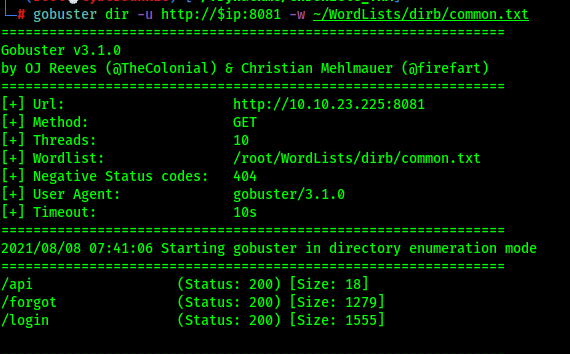 # gobuster dir -u http://$ip:8081 -w ~/WordLists/dirb/common.txt
===============================================================
Gobuster v3.1.0
by OJ Reeves (@TheColonial) & Christian Mehlmauer (@firefart)
===============================================================
[+] Url:                     http://10.10.23.225:8081
[+] Method:                  GET
[+] Threads:                 10
[+] Wordlist:                /root/WordLists/dirb/common.txt
[+] Negative Status codes:   404
[+] User Agent:              gobuster/3.1.0
[+] Timeout:                 10s
===============================================================
2021/08/08 07:41:06 Starting gobuster in directory enumeration mode
===============================================================
/api                  (Status: 200) [Size: 18]
/forgot               (Status: 200) [Size: 1279]
/login                (Status: 200) [Size: 1555]